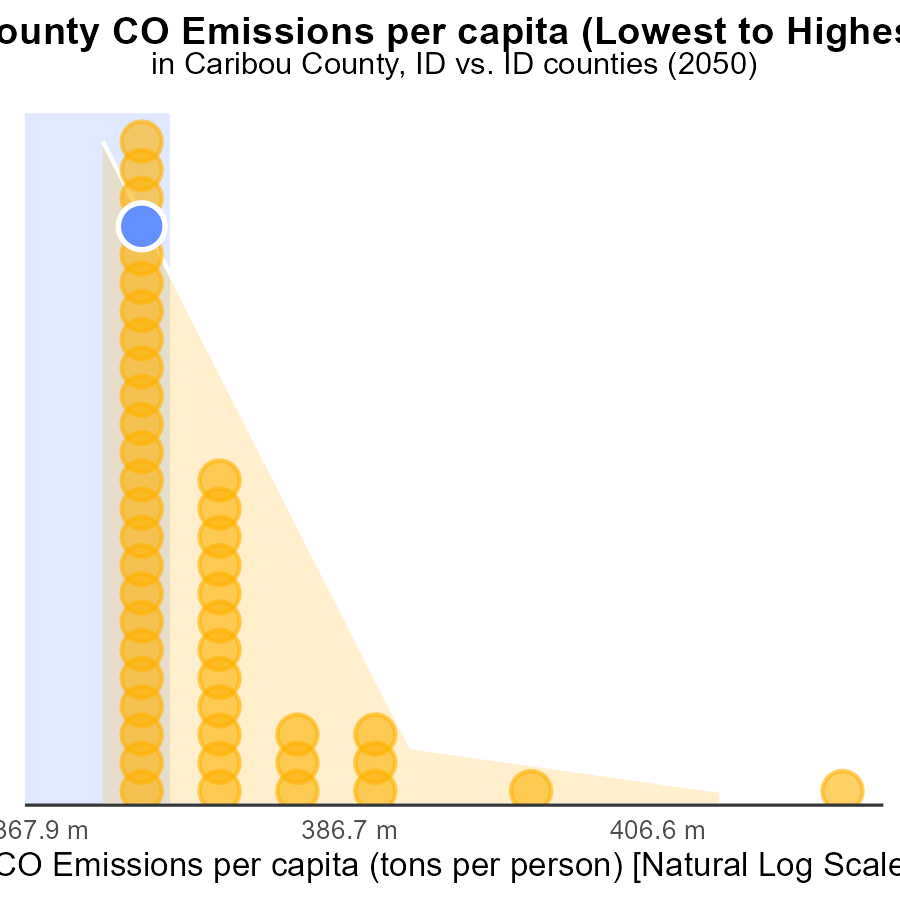 ounty CO Emissions per capita (Lowest to Highes
in Caribou County, ID vs. ID counties (2050)
367.9 m 386.7 m 406.6 m
CO Emissions per capita (tons per person) [Natural Log Scale